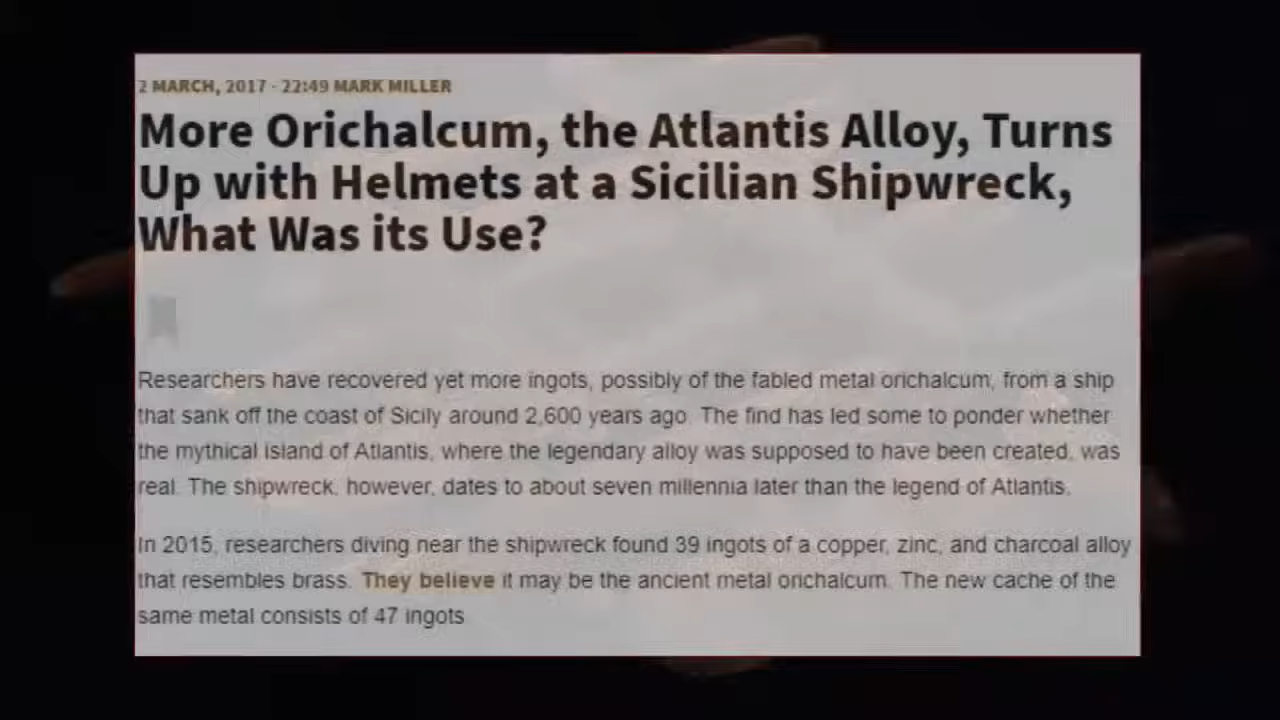 2 MARCH, 2017 - 22:49 MARK MILLER
More Orichalcum, the Atlantis Alloy, Turns
Up with Helmets at a Sicilian Shipwreck,
What Was its Use?
Researchers have recovered yet more ingots, possibly of the fabled metal orichalcum, from a ship
that sank off the coast of Sicily around 2,600 years ago. The find has led some to ponder whether
the mythical island of Atlantis, where the legendary alloy was supposed to have been created, was
real. The shipwreck, however, dates to about seven millennia later than the legend of Atlantis.
In 2015, researchers diving near the shipwreck found 39 ingots of a copper, zinc, and charcoal alloy
that resembles brass. They believe it may be the ancient metal orichalcum. The new cache of the
same metal consists of 47 ingots